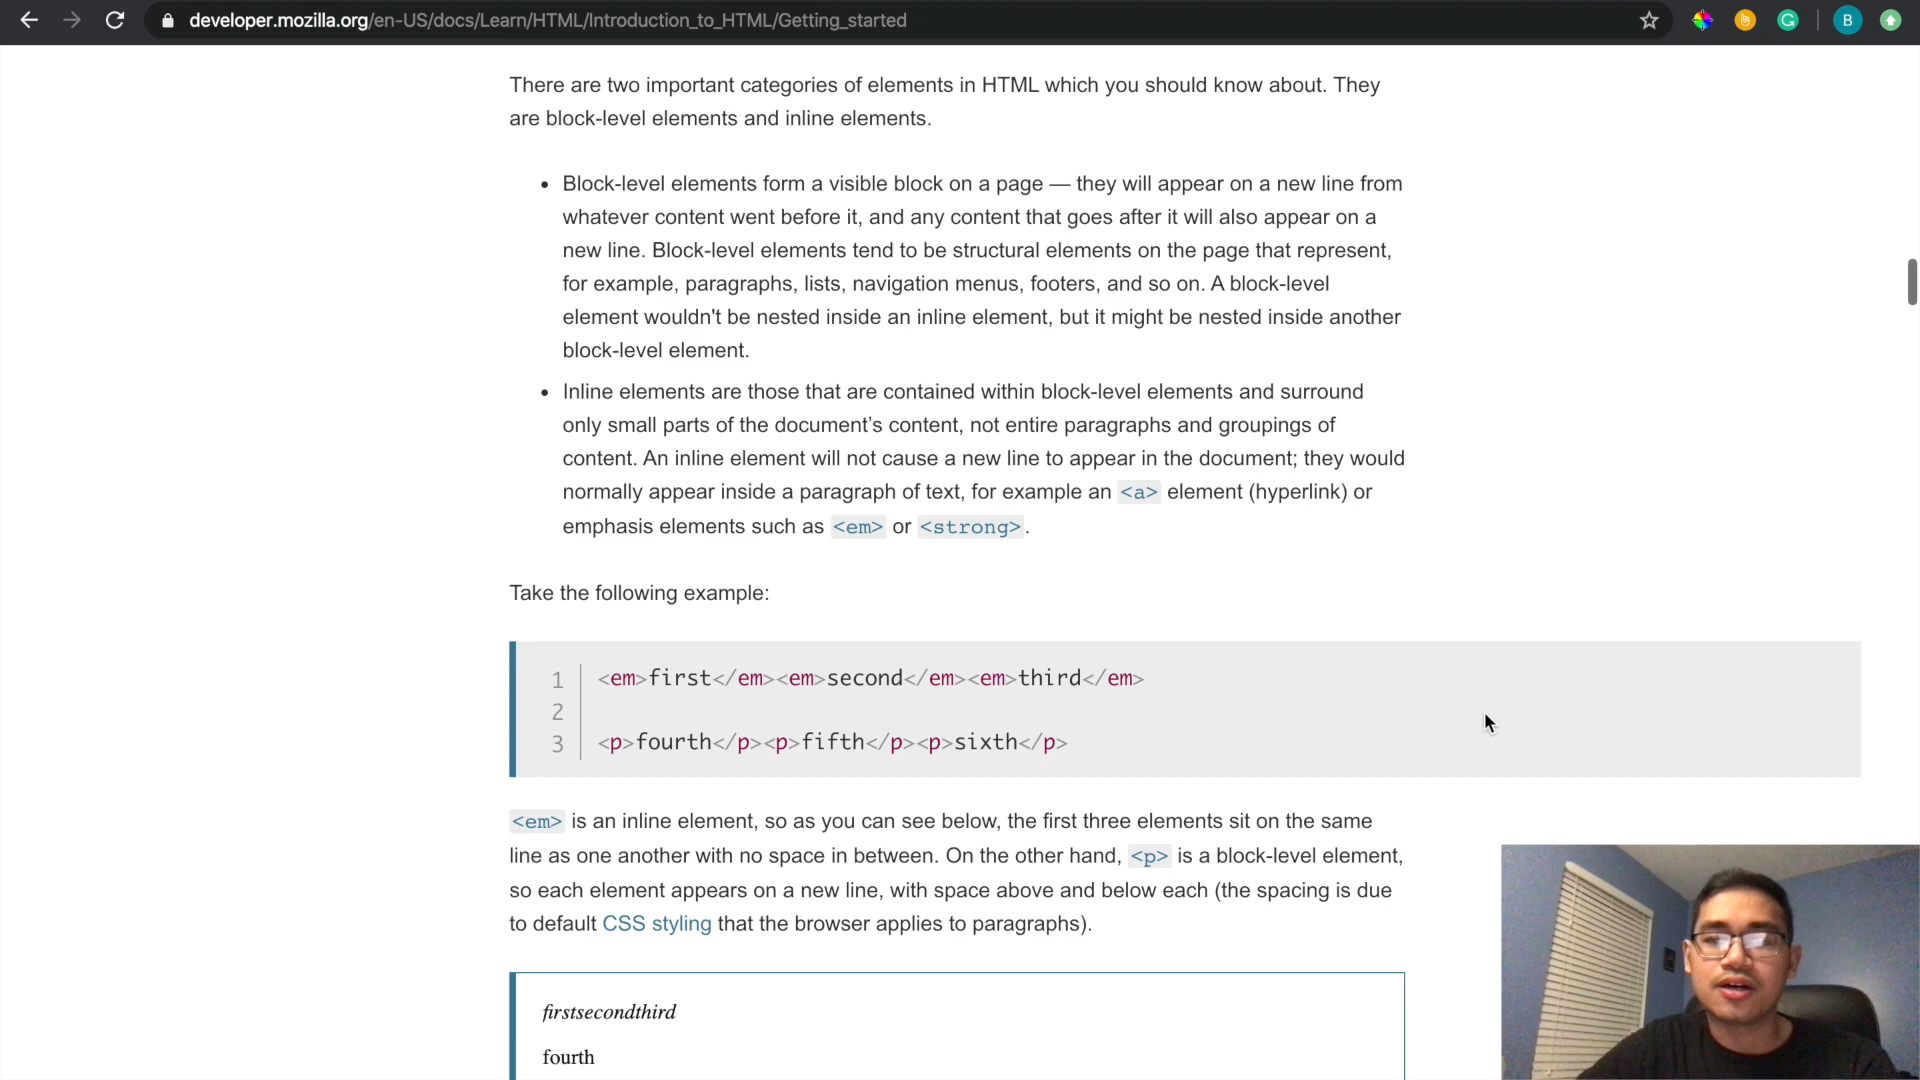 developer.mozilla.org/en-US/docs/Learn/HTML/Introduction_to_HTML/Getting_started
B
There are two important categories of elements in HTML which you should know about. They
are block-level elements and inline elements.
• Block-level elements form a visible block on a page — they will appear on a new line from
whatever content went before it, and any content that goes after it will also appear on a
new line. Block-level elements tend to be structural elements on the page that represent,
for example, paragraphs, lists, navigation menus, footers, and so on. A block-level
element wouldn't be nested inside an inline element, but it might be nested inside another
block-level element.
• Inline elements are those that are contained within block-level elements and surround
only small parts of the document’s content, not entire paragraphs and groupings of
content. An inline element will not cause a new line to appear in the document; they would
normally appear inside a paragraph of text, for example an <a> element (hyperlink) or
emphasis elements such as <em> or <strong>.
Take the following example:
1 <em>first</em><em>second</em><em>third</em>
2
3 <p>fourth</p><p>fifth</p><p>sixth</p>
<em> is an inline element, so as you can see below, the first three elements sit on the same
line as one another with no space in between. On the other hand, <p> is a block-level element,
so each element appears on a new line, with space above and below each (the spacing is due
to default CSS styling that the browser applies to paragraphs).
firstsecondthird
fourth